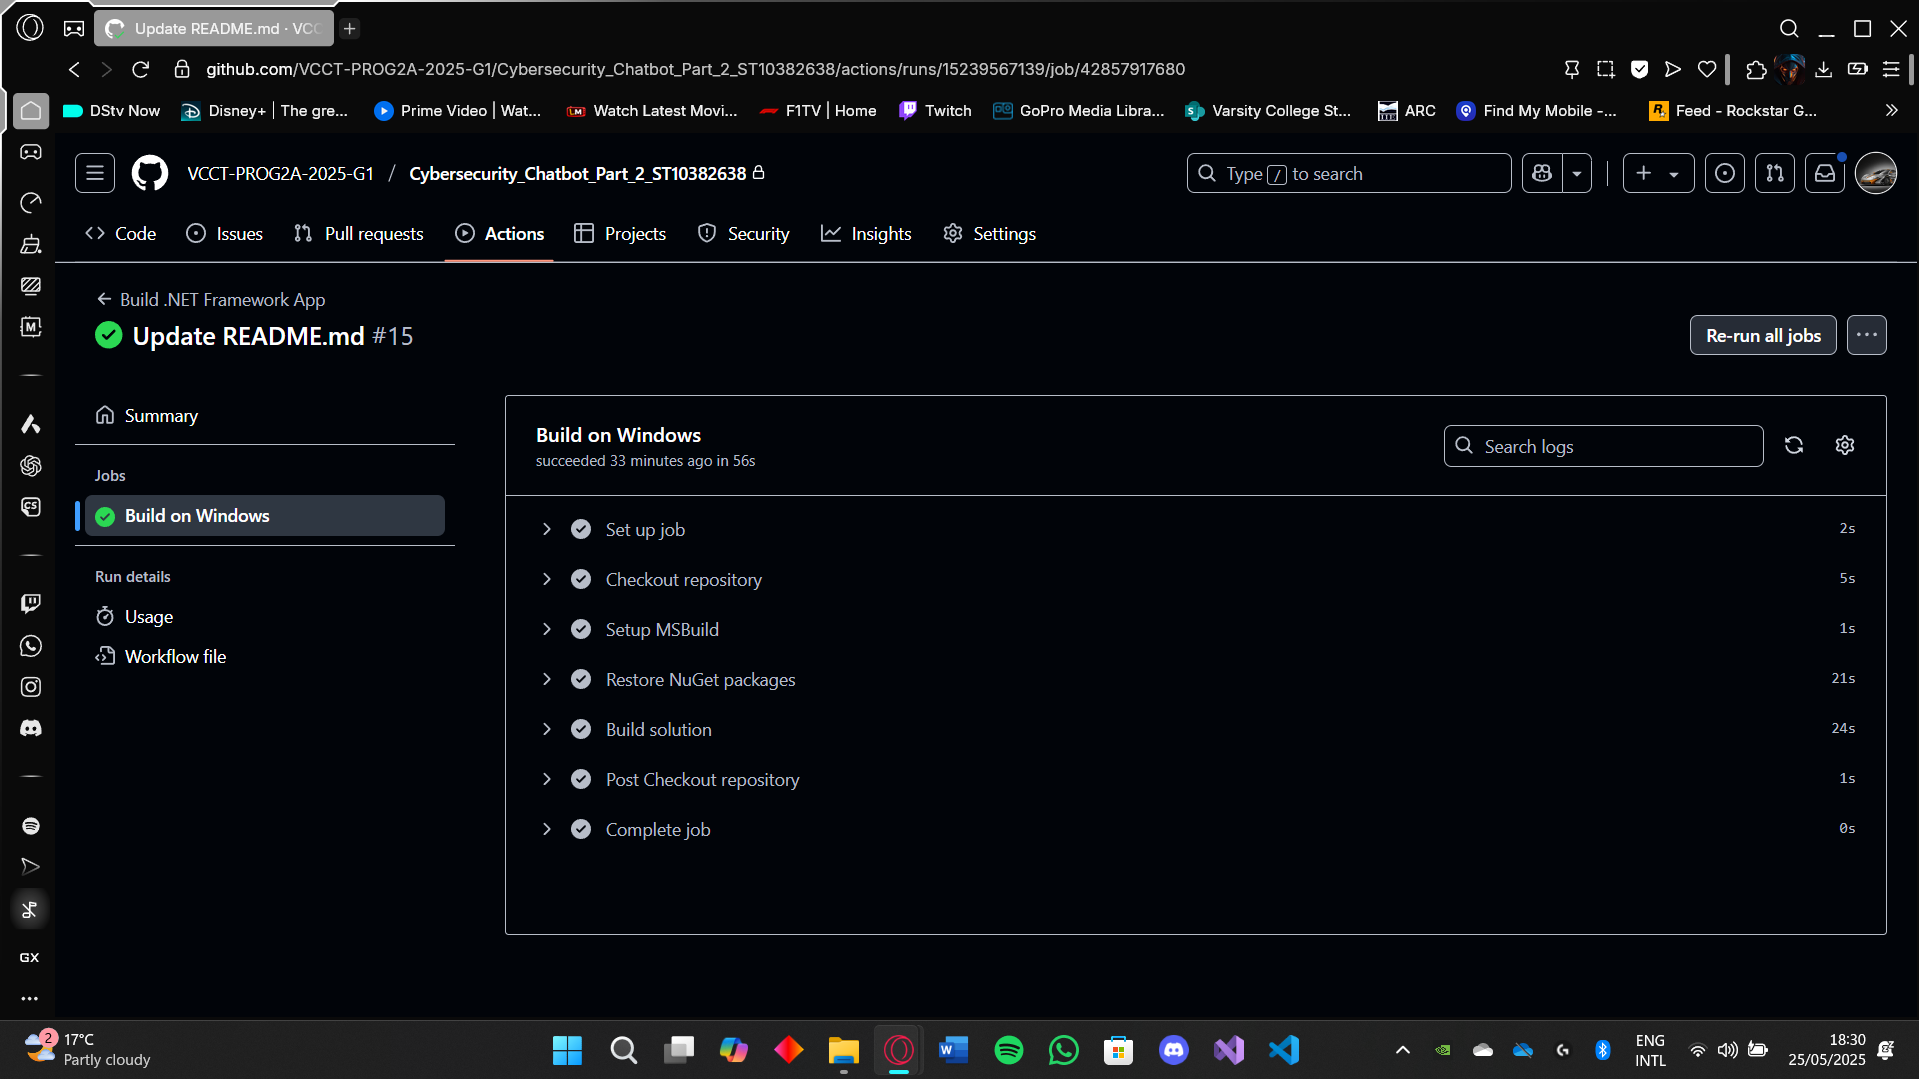 Update README.md · VCC
github.com/VCCT-PROG2A-2025-G1/Cybersecurity_Chatbot_Part_2_ST10382638/actions/runs/15239567139/job/42857917680
DStv Now
Disney+ | The gre...
Prime Video | Wat...
LM Watch Latest Movi...
F1TV | Home
Twitch
GoPro Media Libra...
Varsity College St...
ARC
Find My Mobile -...
Feed - Rockstar G...
VCCT-PROG2A-2025-G1 / Cybersecurity_Chatbot_Part_2_ST10382638
Type / to search
Code
Issues
Pull requests
Actions
Projects
Security
Insights
Settings
Build .NET Framework App
Update README.md #15
Re-run all jobs
Summary
Jobs
Build on Windows
Run details
Usage
Workflow file
Build on Windows
succeeded 33 minutes ago in 56s
Search logs
Set up job 2s
Checkout repository 5s
Setup MSBuild 1s
Restore NuGet packages 21s
Build solution 24s
Post Checkout repository 1s
Complete job 0s
GX
2
17°C
Partly cloudy
ENG
INTL
18:30
25/05/2025